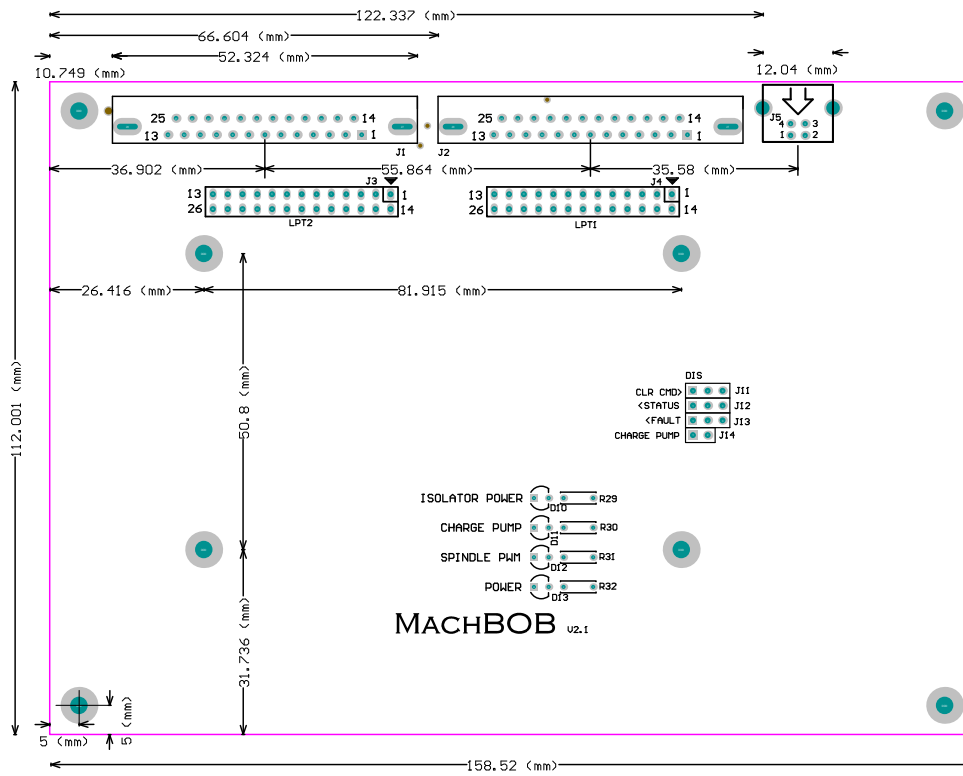 122.337 (mm)
66.604 (mm)
52.324 (mm)
10.749 (mm)
12.04 (mm)
25 14
13 1
J1
25 14
13 1
J2
J5
4 3
1 2
36.902 (mm)
55.864 (mm)
35.58 (mm)
J3
13 1
26 14
LPT2
J4
13 1
26 14
LPT1
26.416 (mm)
81.915 (mm)
112.001 (mm)
50.8 (mm)
DIS
CLR CMD> J11
<STATUS J12
<FAULT J13
CHARGE PUMP J14
ISOLATOR POWER D10 R29
CHARGE PUMP D11 R30
SPINDLE PWM D12 R31
POWER D13 R32
MACHBOB V2.1
31.736 (mm)
5 (mm)
5 (mm)
158.52 (mm)